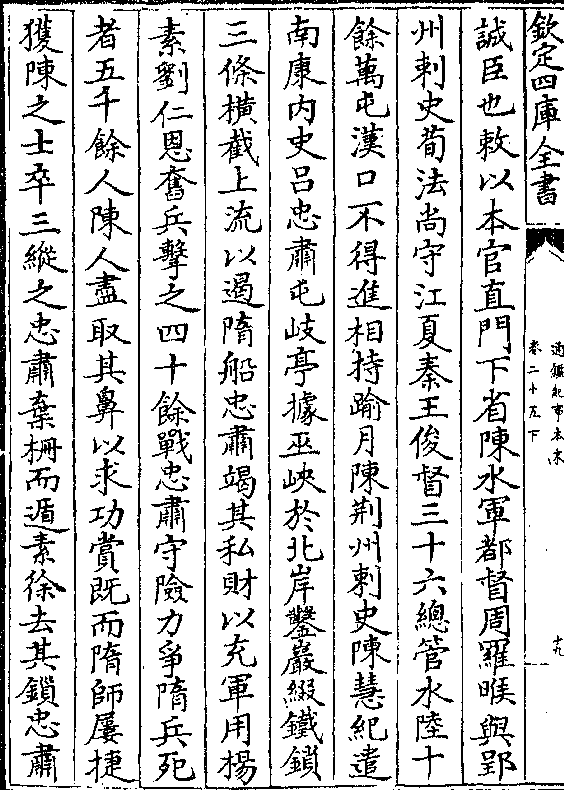 欽定四庫全書
通鑑紀事本末
卷二十五下
十九
誠臣也敕以本官直門下省陳水軍都督周羅睺與郢
州刺史荀法尚守江夏秦王俊督三十六總管水陸十
餘萬屯漢口不得進相持踰月陳荆州刺史陳慧紀遣
南康内史吕忠肅屯岐亭據巫峽於北岸鑿巖綴鐵鎖
三條橫截上流以遏隋船忠肅竭其私財以充軍用楊
素劉仁恩奮兵擊之四十餘戰忠肅守險力爭隋兵死
者五千餘人陳人盡取其鼻以求功賞既而隋師屢捷
獲陳之士卒三縱之忠肅棄柵而遁素徐去其鎖忠肅